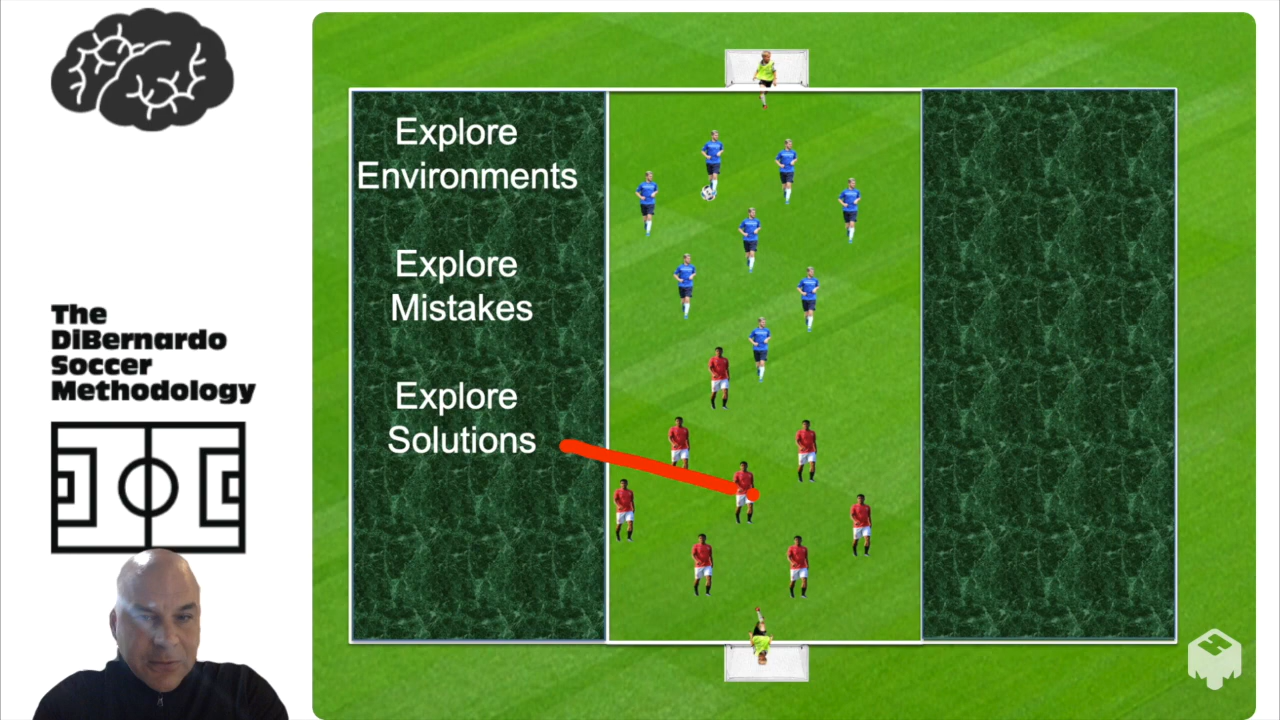 The
DiBernardo
Soccer
Methodology
Explore
Environments
Explore
Mistakes
Explore
Solutions